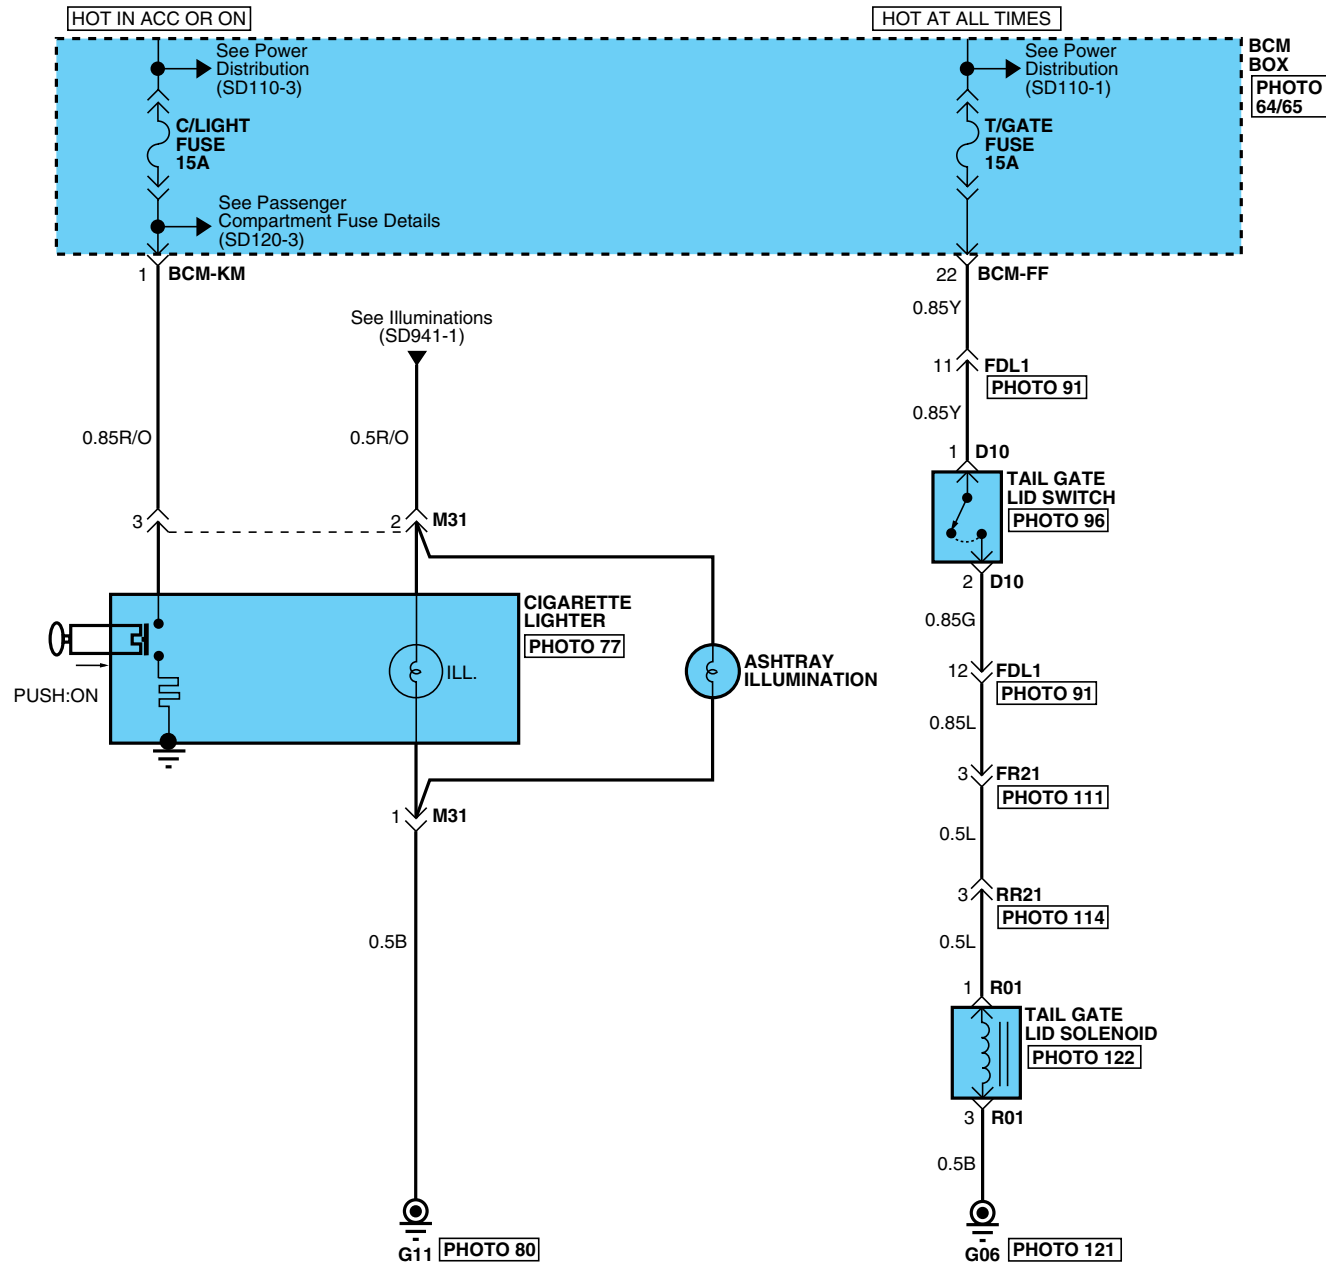 HOT IN ACC OR ON
HOT AT ALL TIMES
See Power
Distribution
(SD110-3)
See Power
Distribution
(SD110-1)
BCM
BOX
PHOTO
64/65
C/LIGHT
FUSE
15A
T/GATE
FUSE
15A
See Passenger
Compartment Fuse Details
(SD120-3)
1 BCM-KM
22 BCM-FF
0.85Y
See Illuminations
(SD941-1)
11 FDL1
PHOTO 91
0.85Y
0.85R/O
0.5R/O
1 D10
TAIL GATE
LID SWITCH
PHOTO 96
3
2 M31
2 D10
CIGARETTE
LIGHTER
PHOTO 77
0.85G
ILL.
ASHTRAY
ILLUMINATION
PUSH:ON
12 FDL1
PHOTO 91
0.85L
3 FR21
PHOTO 111
1 M31
0.5L
3 RR21
PHOTO 114
0.5B
0.5L
1 R01
TAIL GATE
LID SOLENOID
PHOTO 122
3 R01
0.5B
G11 PHOTO 80
G06 PHOTO 121